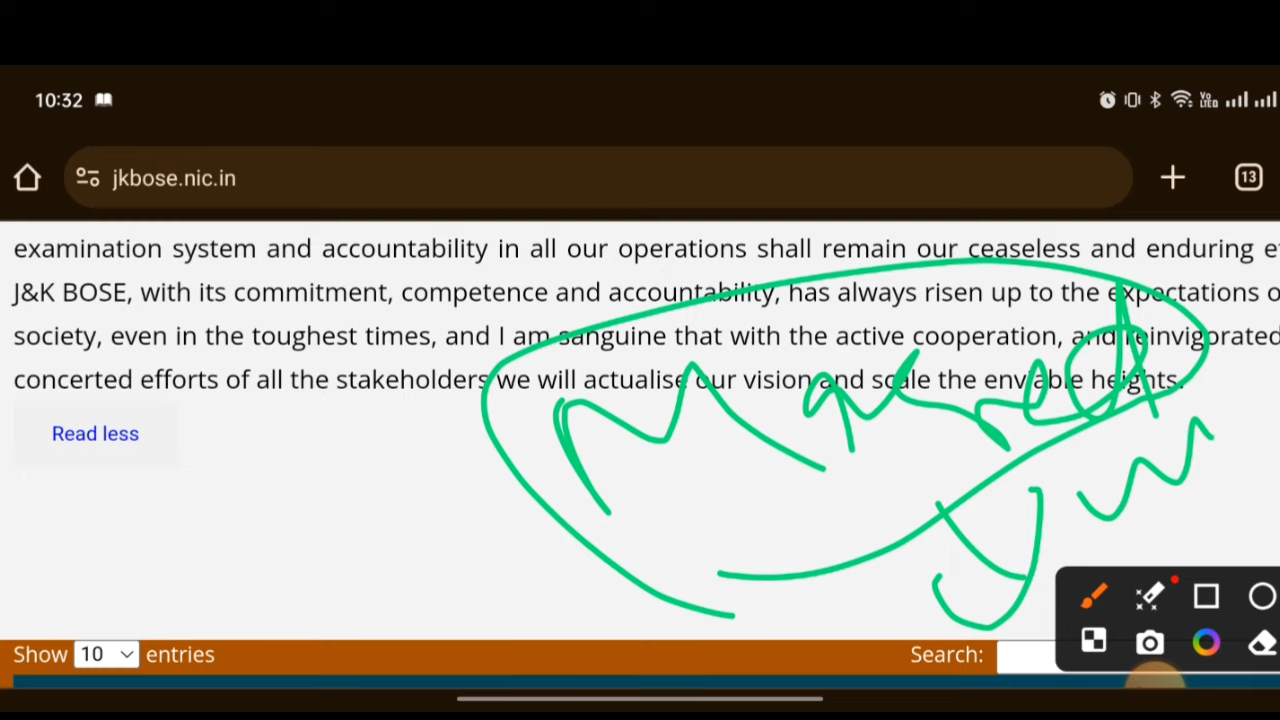 10:32
Vo LTED
jkbose.nic.in
13
examination system and accountability in all our operations shall remain our ceaseless and enduring
J&K BOSE, with its commitment, competence and accountability, has always risen up to the expectations
society, even in the toughest times, and I am sanguine that with the active cooperation, and reinvigorated
concerted efforts of all the stakeholders we will actualise our vision and scale the enviable heights.
Read less
Show 10 entries
Search: